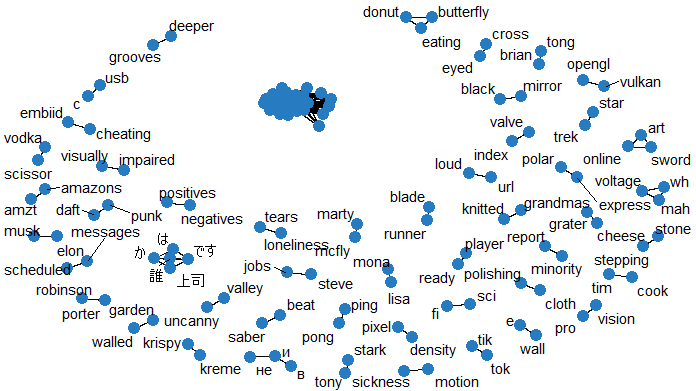 deeper
grooves
donut
butterfly
eating
cross
eyed
tong
brian
opengl
vulkan
usb
c
black
mirror
star
trek
embiid
cheating
valve
index
art
online
sword
vodka
scissor
visually
impaired
loud
url
polar
express
voltage
wh
mah
amazons
amzt
daft
punk
positives
negatives
blade
runner
knitted
grandmas
grater
cheese
stone
musk
elon
messages
scheduled
は
か
です
誰
上司
tears
loneliness
marty
mcfly
player
ready
report
minority
stepping
jobs
steve
mona
lisa
polishing
cloth
tim
cook
robinson
porter
garden
walled
valley
uncanny
beat
saber
ping
pong
fi
sci
pixel
density
pro
vision
e
wall
krispy
kreme
не
и
в
stark
tony
sickness
motion
tik
tok